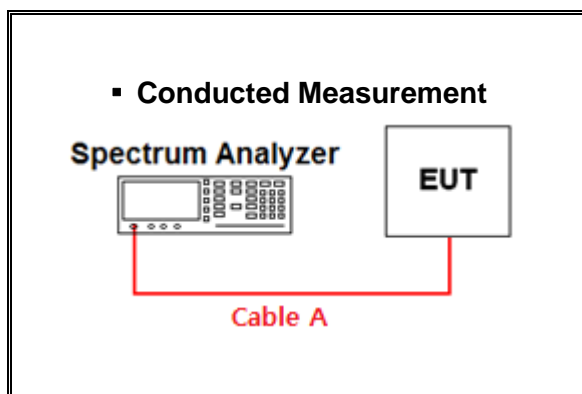 ▪ Conducted Measurement
Spectrum Analyzer
EUT
Cable A